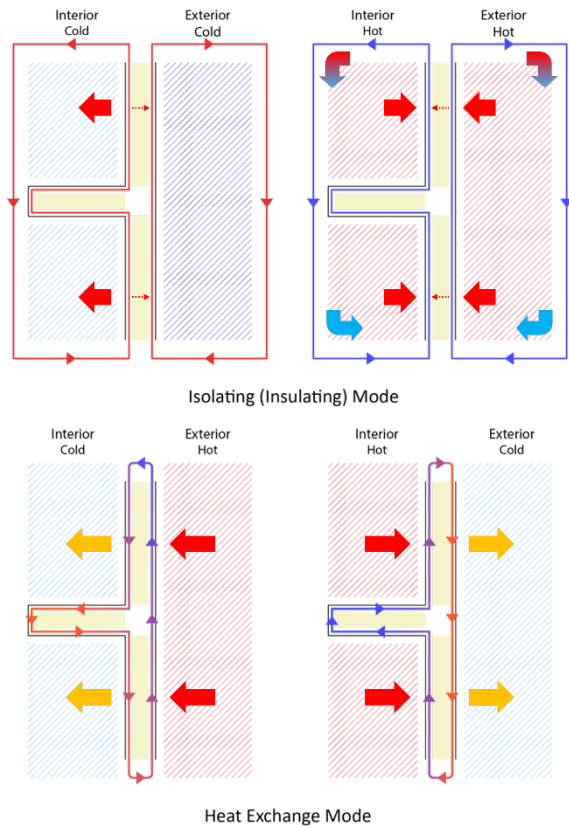 Interior
Cold
Exterior
Cold
Interior
Hot
Exterior
Hot
Isolating (Insulating) Mode
Interior
Cold
Exterior
Hot
Interior
Hot
Exterior
Cold
Heat Exchange Mode